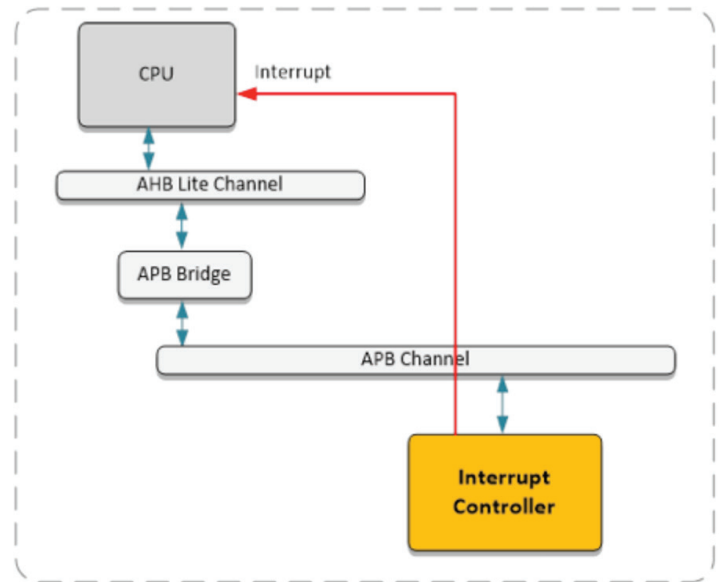 CPU
Interrupt
AHB Lite Channel
APB Bridge
APB Channel
Interrupt
Controller